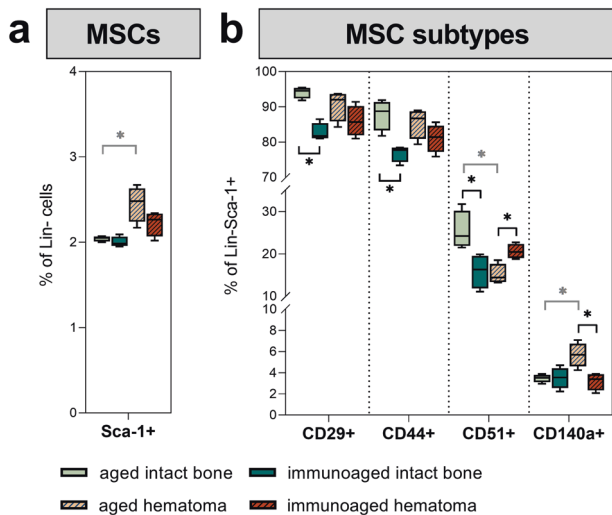 a
MSCs
b
MSC subtypes
% of Lin- cells
4
3
2
1
0
*
Sca-1+
% of Lin-Sca-1+
100
90
80
70
30
20
10
8
6
4
2
0
*
*
*
*
*
*
*
CD29+
CD44+
CD51+
CD140a+
aged intact bone
immunoaged intact bone
aged hematoma
immunoaged hematoma